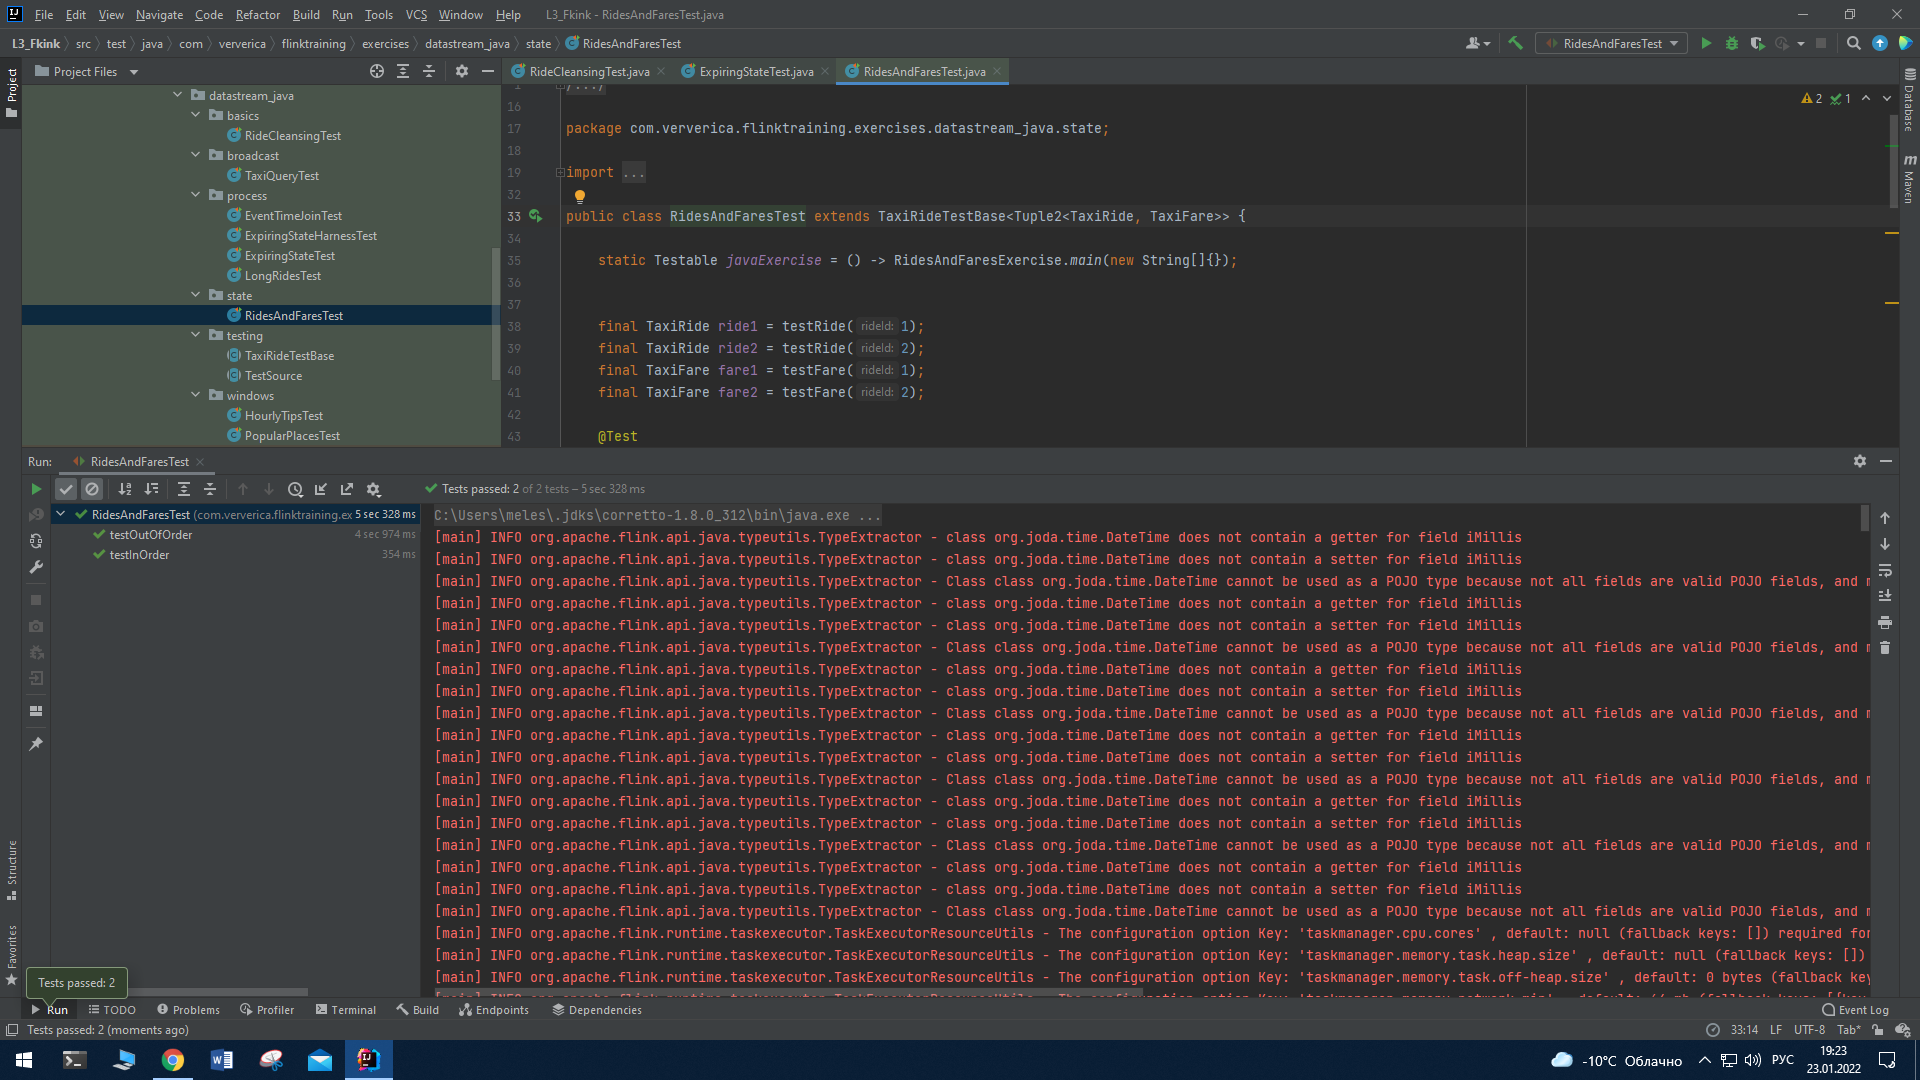 File Edit View Navigate Code Refactor Build Run Tools VCS Window Help L3_Fkink - RidesAndFaresTest.java
L3_Fkink src test java com ververica flinktraining exercises datastream_java state RidesAndFaresTest
RidesAndFaresTest
Project
Project Files
RideCleansingTest.java
ExpiringStateTest.java
RidesAndFaresTest.java
Database
Maven
datastream_java
basics
RideCleansingTest
broadcast
TaxiQueryTest
process
EventTimeJoinTest
ExpiringStateHarnessTest
ExpiringStateTest
LongRidesTest
state
RidesAndFaresTest
testing
TaxiRideTestBase
TestSource
windows
HourlyTipsTest
PopularPlacesTest
2 1
1 /.../
16
17 package com.ververica.flinktraining.exercises.datastream_java.state;
18
19 import ...
32
33 public class RidesAndFaresTest extends TaxiRideTestBase<Tuple2<TaxiRide, TaxiFare>> {
34
35 static Testable javaExercise = () -> RidesAndFaresExercise.main(new String[]{});
36
37
38 final TaxiRide ride1 = testRide( rideId: 1);
39 final TaxiRide ride2 = testRide( rideId: 2);
40 final TaxiFare fare1 = testFare( rideId: 1);
41 final TaxiFare fare2 = testFare( rideId: 2);
42
43 @Test
Run: RidesAndFaresTest
Tests passed: 2 of 2 tests – 5 sec 328 ms
RidesAndFaresTest (com.ververica.flinktraining.ex 5 sec 328 ms
testOutOfOrder 4 sec 974 ms
testInOrder 354 ms
C:\Users\meles\.jdks\corretto-1.8.0_312\bin\java.exe ...
[main] INFO org.apache.flink.api.java.typeutils.TypeExtractor - class org.joda.time.DateTime does not contain a getter for field iMillis
[main] INFO org.apache.flink.api.java.typeutils.TypeExtractor - class org.joda.time.DateTime does not contain a setter for field iMillis
[main] INFO org.apache.flink.api.java.typeutils.TypeExtractor - Class class org.joda.time.DateTime cannot be used as a POJO type because not all fields are valid POJO fields, and m
[main] INFO org.apache.flink.api.java.typeutils.TypeExtractor - class org.joda.time.DateTime does not contain a getter for field iMillis
[main] INFO org.apache.flink.api.java.typeutils.TypeExtractor - class org.joda.time.DateTime does not contain a setter for field iMillis
[main] INFO org.apache.flink.api.java.typeutils.TypeExtractor - Class class org.joda.time.DateTime cannot be used as a POJO type because not all fields are valid POJO fields, and m
[main] INFO org.apache.flink.api.java.typeutils.TypeExtractor - class org.joda.time.DateTime does not contain a getter for field iMillis
[main] INFO org.apache.flink.api.java.typeutils.TypeExtractor - class org.joda.time.DateTime does not contain a setter for field iMillis
[main] INFO org.apache.flink.api.java.typeutils.TypeExtractor - Class class org.joda.time.DateTime cannot be used as a POJO type because not all fields are valid POJO fields, and m
[main] INFO org.apache.flink.api.java.typeutils.TypeExtractor - class org.joda.time.DateTime does not contain a getter for field iMillis
[main] INFO org.apache.flink.api.java.typeutils.TypeExtractor - class org.joda.time.DateTime does not contain a setter for field iMillis
[main] INFO org.apache.flink.api.java.typeutils.TypeExtractor - Class class org.joda.time.DateTime cannot be used as a POJO type because not all fields are valid POJO fields, and m
[main] INFO org.apache.flink.api.java.typeutils.TypeExtractor - class org.joda.time.DateTime does not contain a getter for field iMillis
[main] INFO org.apache.flink.api.java.typeutils.TypeExtractor - class org.joda.time.DateTime does not contain a setter for field iMillis
[main] INFO org.apache.flink.api.java.typeutils.TypeExtractor - Class class org.joda.time.DateTime cannot be used as a POJO type because not all fields are valid POJO fields, and m
[main] INFO org.apache.flink.api.java.typeutils.TypeExtractor - class org.joda.time.DateTime does not contain a getter for field iMillis
[main] INFO org.apache.flink.api.java.typeutils.TypeExtractor - class org.joda.time.DateTime does not contain a setter for field iMillis
[main] INFO org.apache.flink.api.java.typeutils.TypeExtractor - Class class org.joda.time.DateTime cannot be used as a POJO type because not all fields are valid POJO fields, and m
[main] INFO org.apache.flink.runtime.taskexecutor.TaskExecutorResourceUtils - The configuration option Key: 'taskmanager.cpu.cores' , default: null (fallback keys: []) required for
[main] INFO org.apache.flink.runtime.taskexecutor.TaskExecutorResourceUtils - The configuration option Key: 'taskmanager.memory.task.heap.size' , default: null (fallback keys: [])
[main] INFO org.apache.flink.runtime.taskexecutor.TaskExecutorResourceUtils - The configuration option Key: 'taskmanager.memory.task.off-heap.size' , default: 0 bytes (fallback key
Structure
Favorites
Tests passed: 2
Run TODO Problems Profiler Terminal Build Endpoints Dependencies Event Log
Tests passed: 2 (moments ago) 33:14 LF UTF-8 Tab*
-10°C Облачно РУС 19:23
23.01.2022